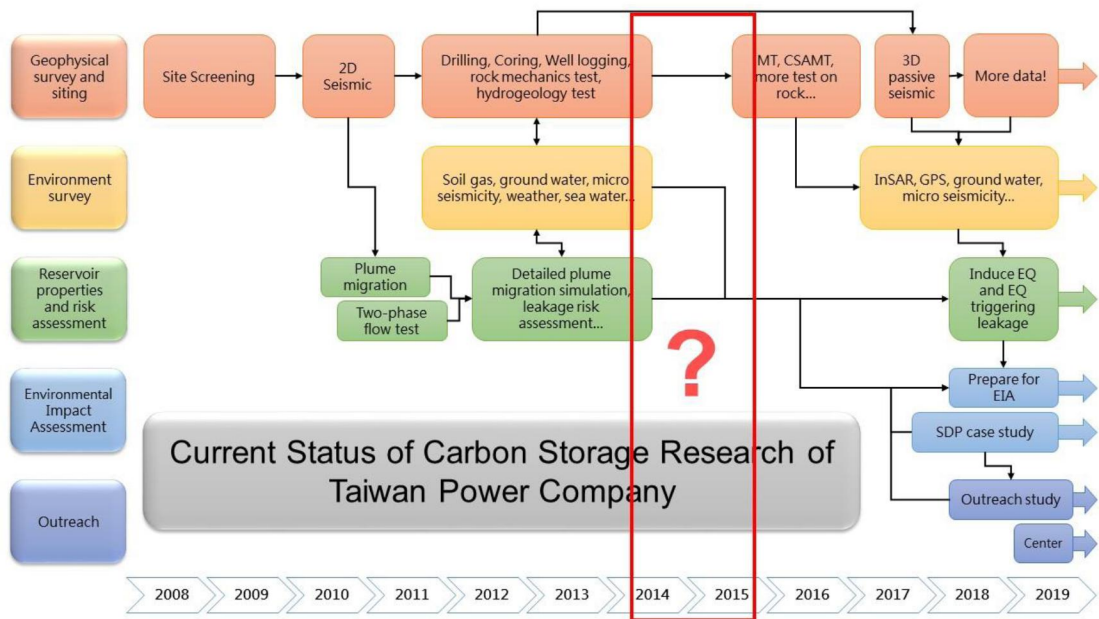 Geophysical
survey and
siting
Site Screening
2D
Seismic
Drilling, Coring, Well logging,
rock mechanics test,
hydrogeology test
MT, CSAMT,
more test on
rock...
3D
passive
seismic
More data!
Environment
survey
Soil gas, ground water, micro
seismicity, weather, sea water...
InSAR, GPS, ground water,
micro seismicity...
Reservoir
properties
and risk
assessment
Plume
migration
Two-phase
flow test
Detailed plume
migration simulation,
leakage risk
assessment...
Induce EQ
and EQ
triggering
leakage
?
Environmental
Impact
Assessment
Prepare for
EIA
SDP case study
Current Status of Carbon Storage Research of
Taiwan Power Company
Outreach
Outreach study
Center
2008 2009 2010 2011 2012 2013 2014 2015 2016 2017 2018 2019